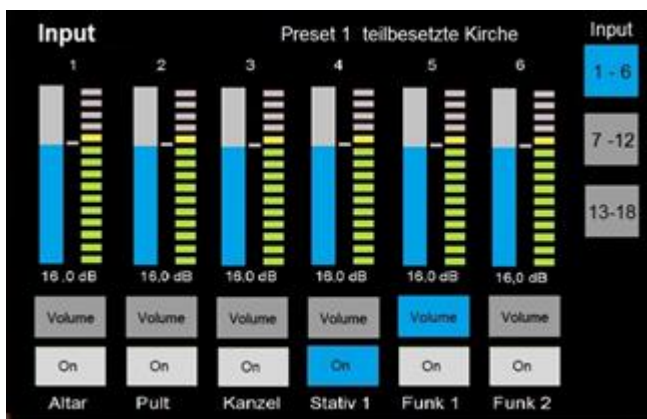 Input Preset 1 teilbesetzte Kirche Input
1 2 3 4 5 6
1 - 6
7 -12
13-18
16.0 dB 16,0 dB 16.0 dB 16.0 dB 16.0 dB 16,0 dB
Volume Volume Volume Volume Volume Volume
On On On On On On
Altar Pult Kanzel Stativ 1 Funk 1 Funk 2